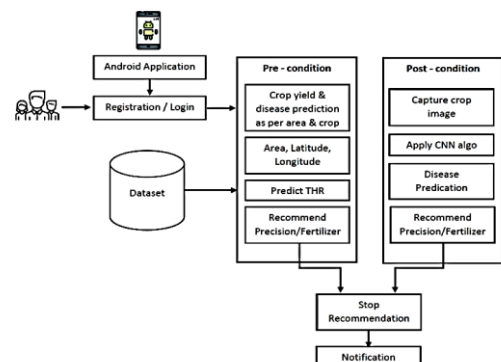 Android Application
Registration / Login
Dataset
Pre - condition
Crop yield &
disease prediction
as per area & crop
Area, Latitude,
Longitude
Predict THR
Recommend
Precision/Fertilizer
Post - condition
Capture crop
image
Apply CNN algo
Disease
Predication
Recommend
Precision/Fertilizer
Stop
Recommendation
Notification